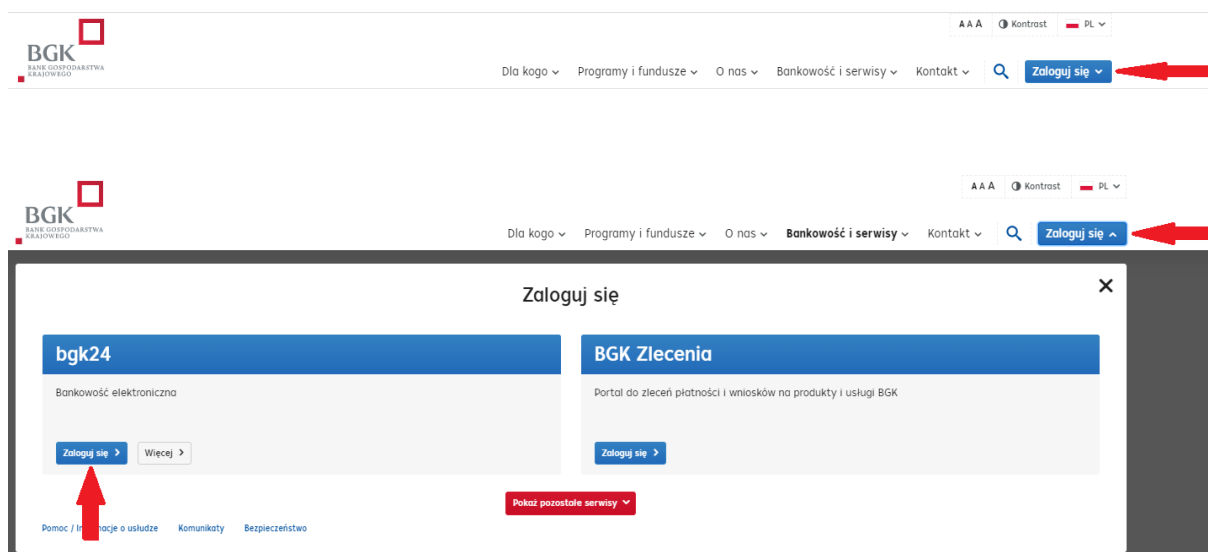 A A A Kontrast PL
BGK
BANK GOSPODARSTWA
KRAJOWEGO
Dla kogo Programy i fundusze O nas Bankowość i serwisy Kontakt Zaloguj się
A A A Kontrast PL
BGK
BANK GOSPODARSTWA
KRAJOWEGO
Dla kogo Programy i fundusze O nas Bankowość i serwisy Kontakt Zaloguj się
Zaloguj się
bgk24
Bankowość elektroniczna
Zaloguj się Więcej
BGK Zlecenia
Portal do zleceń płatności i wniosków na produkty i usługi BGK
Zaloguj się
Pokaż pozostałe serwisy
Pomoc / o usłudze Komunikaty Bezpieczeństwo